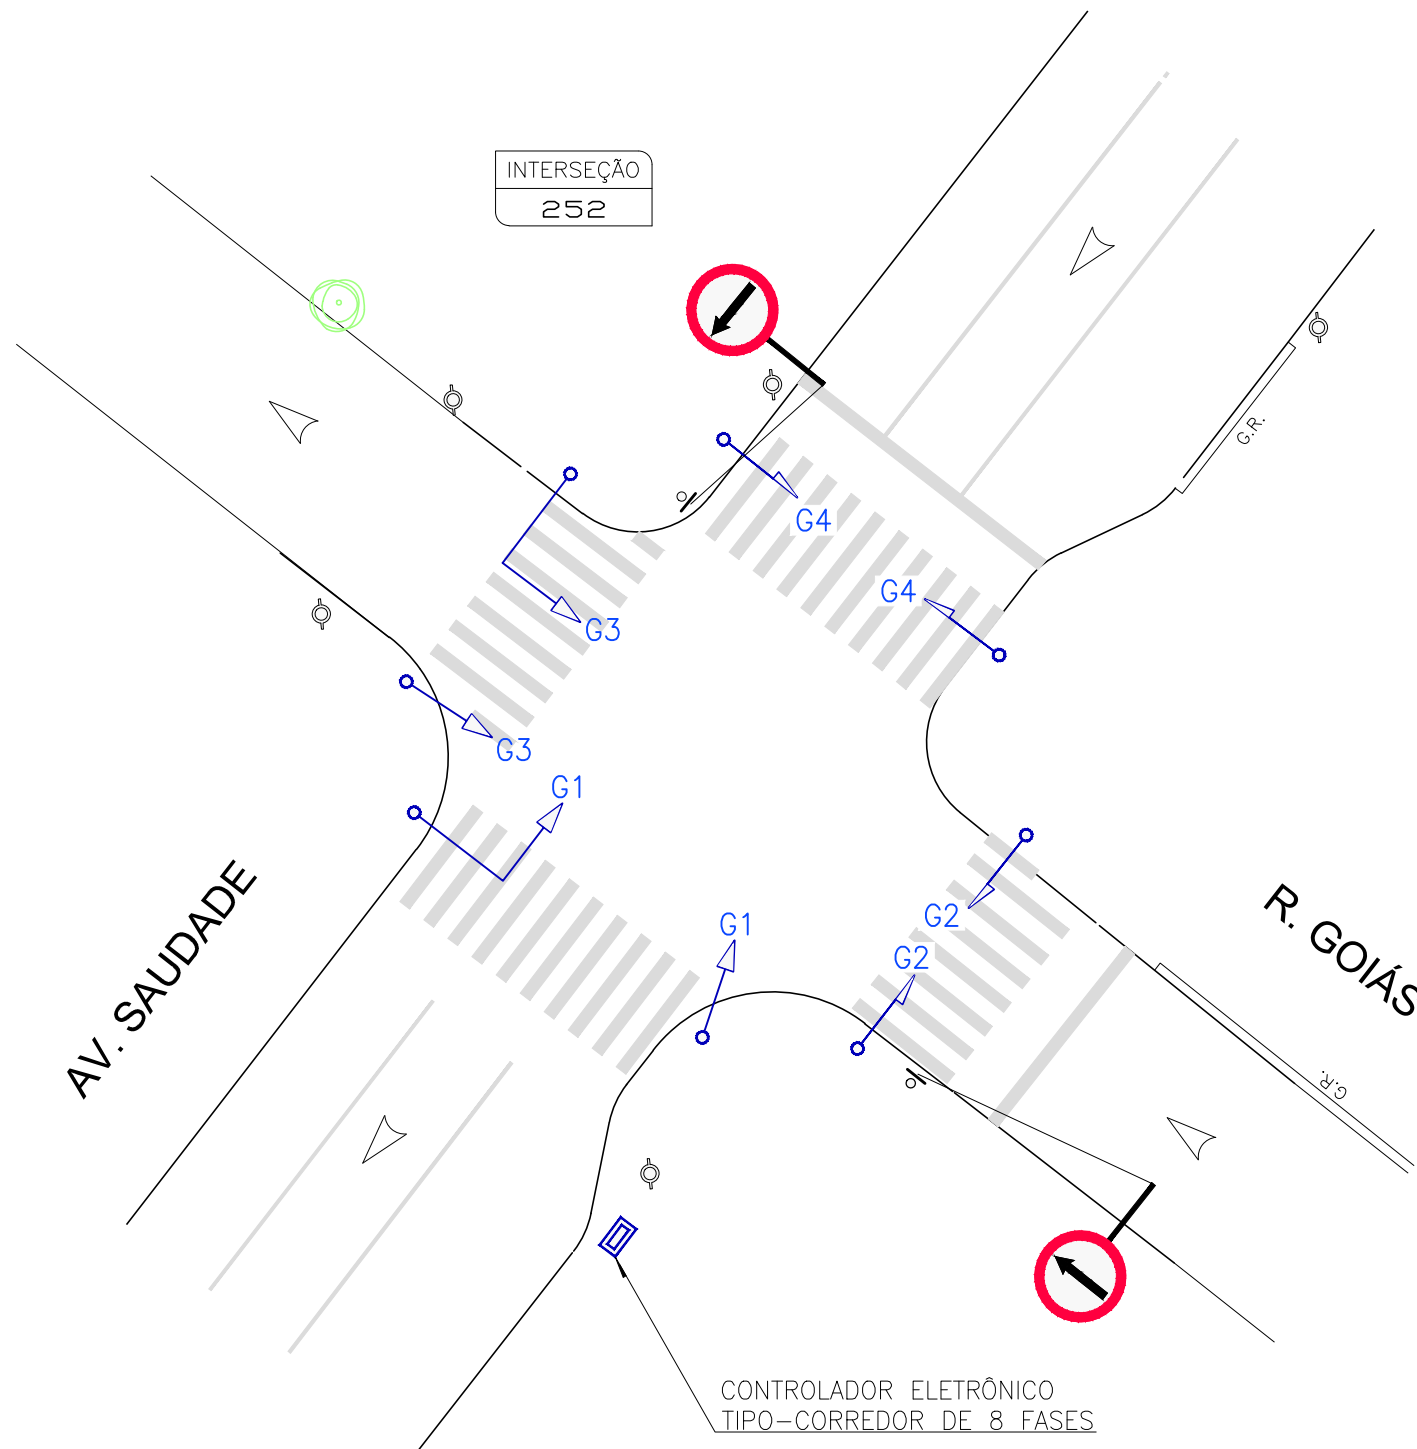 INTERSEÇÃO
252
G.R.
G4
G4
G3
G3
G1
G1
G2
G2
AV. SAUDADE
R. GOIÁS
G.R.
CONTROLADOR ELETRÔNICO
TIPO-CORREDOR DE 8 FASES